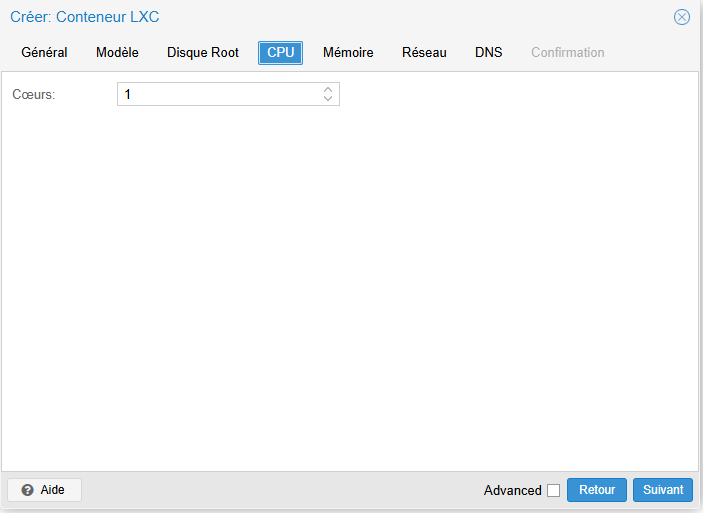 Créer: Conteneur LXC
Général Modèle Disque Root CPU Mémoire Réseau DNS Confirmation
Cœurs: 1
Aide Advanced Retour Suivant